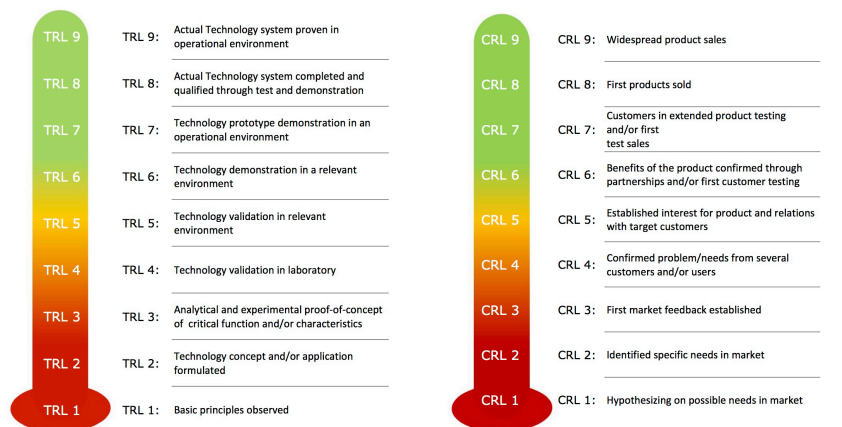 TRL 9
TRL 9:
Actual Technology system proven in
operational environment
TRL 8
TRL 8:
Actual Technology system completed and
qualified through test and demonstration
TRL 7
TRL 7:
Technology prototype demonstration in an
operational environment
TRL 6
TRL 6:
Technology demonstration in a relevant
environment
TRL 5
TRL 5:
Technology validation in relevant
environment
TRL 4
TRL 4:
Technology validation in laboratory
TRL 3
TRL 3:
Analytical and experimental proof-of-concept
of critical function and/or characteristics
TRL 2
TRL 2:
Technology concept and/or application
formulated
TRL 1
TRL 1:
Basic principles observed
CRL 9
CRL 9:
Widespread product sales
CRL 8
CRL 8:
First products sold
CRL 7
CRL 7:
Customers in extended product testing
and/or first
test sales
CRL 6
CRL 6:
Benefits of the product confirmed through
partnerships and/or first customer testing
CRL 5
CRL 5:
Established interest for product and relations
with target customers
CRL 4
CRL 4:
Confirmed problem/needs from several
customers and/or users
CRL 3
CRL 3:
First market feedback established
CRL 2
CRL 2:
Identified specific needs in market
CRL 1
CRL 1:
Hypothesizing on possible needs in market